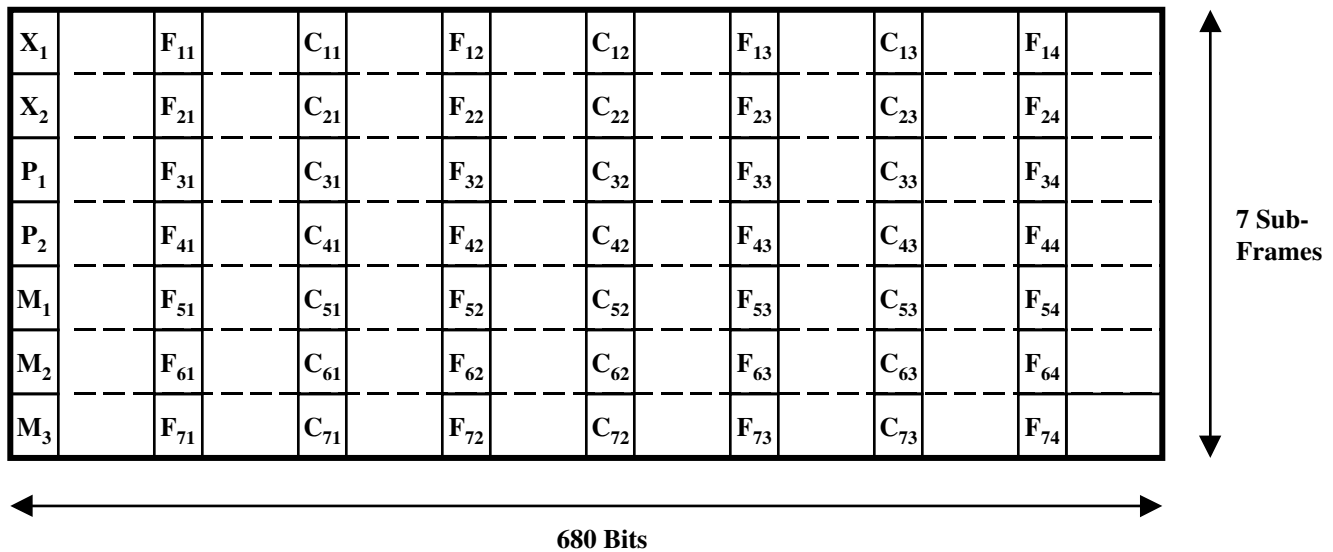 X₁ F₁₁ C₁₁ F₁₂ C₁₂ F₁₃ C₁₃ F₁₄
X₂ F₂₁ C₂₁ F₂₂ C₂₂ F₂₃ C₂₃ F₂₄
P₁ F₃₁ C₃₁ F₃₂ C₃₂ F₃₃ C₃₃ F₃₄
P₂ F₄₁ C₄₁ F₄₂ C₄₂ F₄₃ C₄₃ F₄₄
M₁ F₅₁ C₅₁ F₅₂ C₅₂ F₅₃ C₅₃ F₅₄
M₂ F₆₁ C₆₁ F₆₂ C₆₂ F₆₃ C₆₃ F₆₄
M₃ F₇₁ C₇₁ F₇₂ C₇₂ F₇₃ C₇₃ F₇₄
7 Sub-
Frames
680 Bits